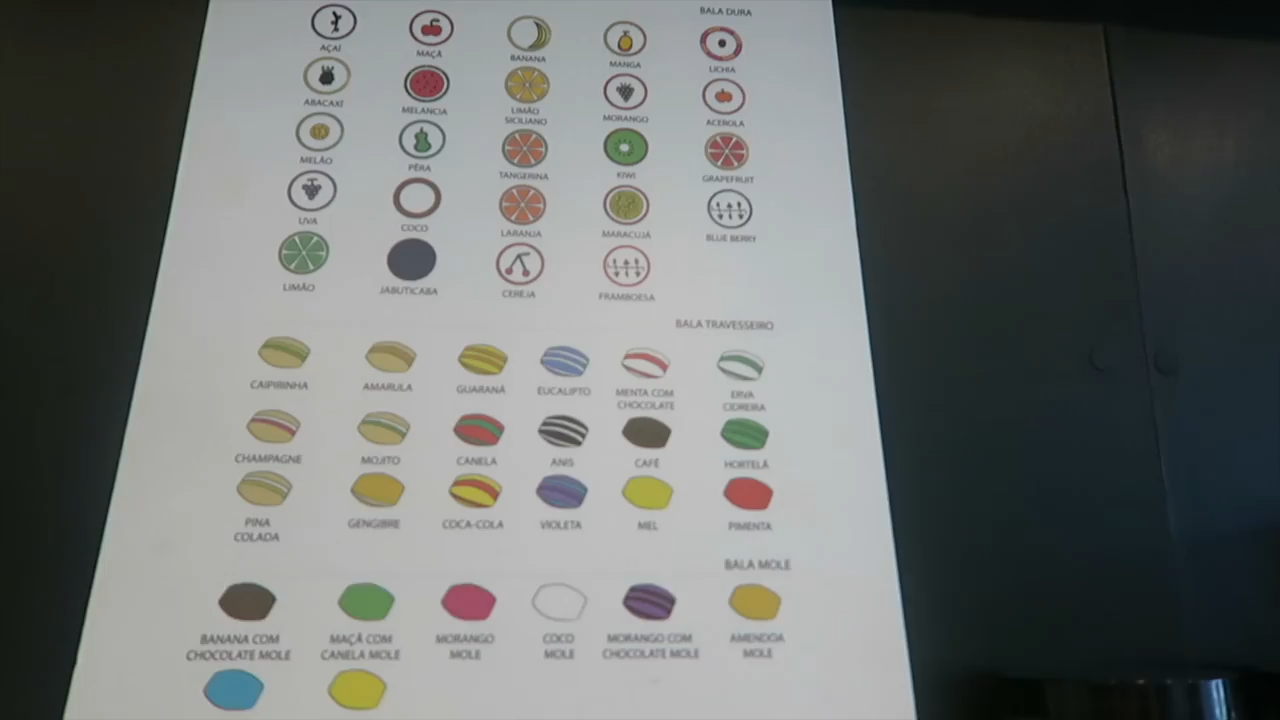 BALA DURA
AÇAÍ
MAÇÃ
BANANA
MANGA
LICHIA
ABACAXI
MELANCIA
LIMÃO
SICILIANO
MORANGO
ACEROLA
MELÃO
PÊRA
TANGERINA
KIWI
GRAPEFRUIT
UVA
COCO
LARANJA
MARACUJÁ
BLUE BERRY
LIMÃO
JABUTICABA
CEREJA
FRAMBOESA
BALA TRAVESSEIRO
CAIPIRINHA
AMARULA
GUARANÁ
EUCALIPTO
MENTA COM
CHOCOLATE
ERVA
CIDREIRA
CHAMPAGNE
MOJITO
CANELA
ANIS
CAFÉ
HORTELÃ
PINA
COLADA
GENGIBRE
COCA-COLA
VIOLETA
MEL
PIMENTA
BALA MOLE
BANANA COM
CHOCOLATE MOLE
MAÇÃ COM
CANELA MOLE
MORANGO
MOLE
COCO
MOLE
MORANGO COM
CHOCOLATE MOLE
AMENDOA
MOLE